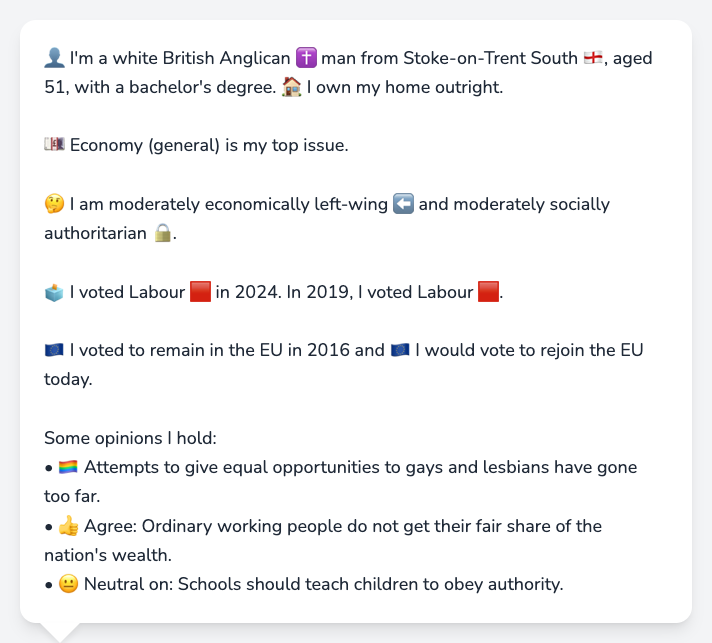 👤 I'm a white British Anglican ✝️ man from Stoke-on-Trent South 🏴󠁧󠁢󠁥󠁮󠁧󠁿, aged
51, with a bachelor's degree. 🏠 I own my home outright.
💷 Economy (general) is my top issue.
🤔 I am moderately economically left-wing ⬅️ and moderately socially
authoritarian 🔒.
🗳️ I voted Labour 🟥 in 2024. In 2019, I voted Labour 🟥.
🇪🇺 I voted to remain in the EU in 2016 and 🇪🇺 I would vote to rejoin the EU
today.
Some opinions I hold:
• 🏳️‍🌈 Attempts to give equal opportunities to gays and lesbians have gone
too far.
• 👍 Agree: Ordinary working people do not get their fair share of the
nation's wealth.
• 😐 Neutral on: Schools should teach children to obey authority.